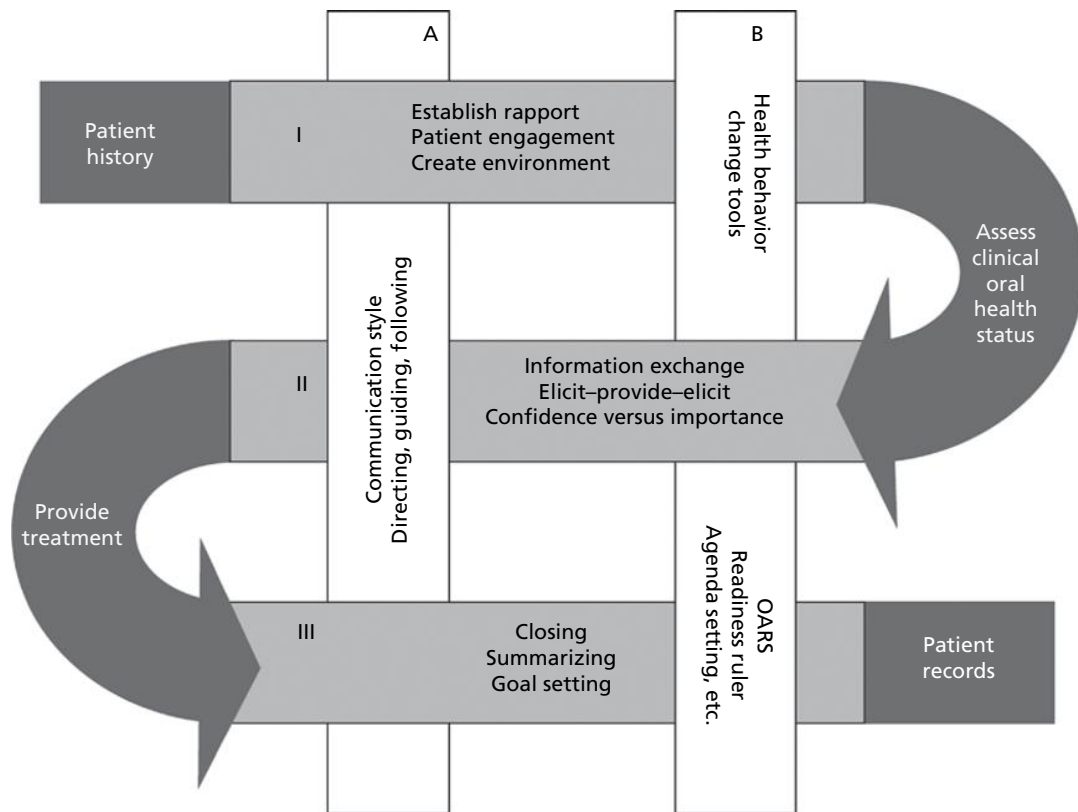 A
B
Patient
history
I
Establish rapport
Patient engagement
Create environment
Health behavior
change tools
Assess
clinical
oral
health
status
Communication style
Directing, guiding, following
II
Information exchange
Elicit–provide–elicit
Confidence versus importance
Provide
treatment
OARS
Readiness ruler
Agenda setting, etc.
III
Closing
Summarizing
Goal setting
Patient
records